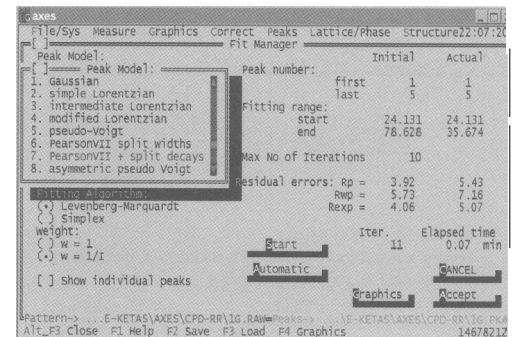 axes
File/Sys Measure Graphics Correct Peaks Lattice/Phase Structure 22:07:20
Fit Manager
Peak Model:
Initial Actual
Peak Model:
1. Gaussian
2. simple Lorentzian
3. intermediate Lorentzian
4. modified Lorentzian
5. pseudo-Voigt
6. PearsonVII split widths
7. PearsonVII + split decays
8. asymmetric pseudo Voigt
Peak number:
first 1 1
last 5 5
Fitting range:
start 24.131 24.131
end 78.628 35.674
Max No of Iterations 10
Residual errors: Rp = 3.92 5.43
Rwp = 5.73 7.16
Rexp = 4.06 5.07
Fitting Algorithm:
(•) Levenberg-Marquardt
( ) Simplex
Weight:
( ) w = 1
(•) w = 1/I
[ ] Show individual peaks
Iter. Elapsed time
11 0.07 min
Start
Automatic
CANCEL
Graphics
Accept
Pattern-> ...E-KETAS\AXES\CPD-RR\1G.RAW=Peaks-> ...\E-KETAS\AXES\CPD-RR\1G.PKA
Alt_F3 Close F1 Help F2 Save F3 Load F4 Graphics 14678212